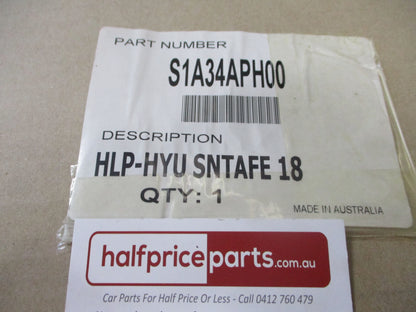 PART NUMBER
S1A34APH00
DESCRIPTION
HLP-HYU SNTAFE 18
QTY: 1
MADE IN AUSTRALIA
halfpriceparts.com.au
Car Parts For Half Price Or Less - Call 0412 760 479